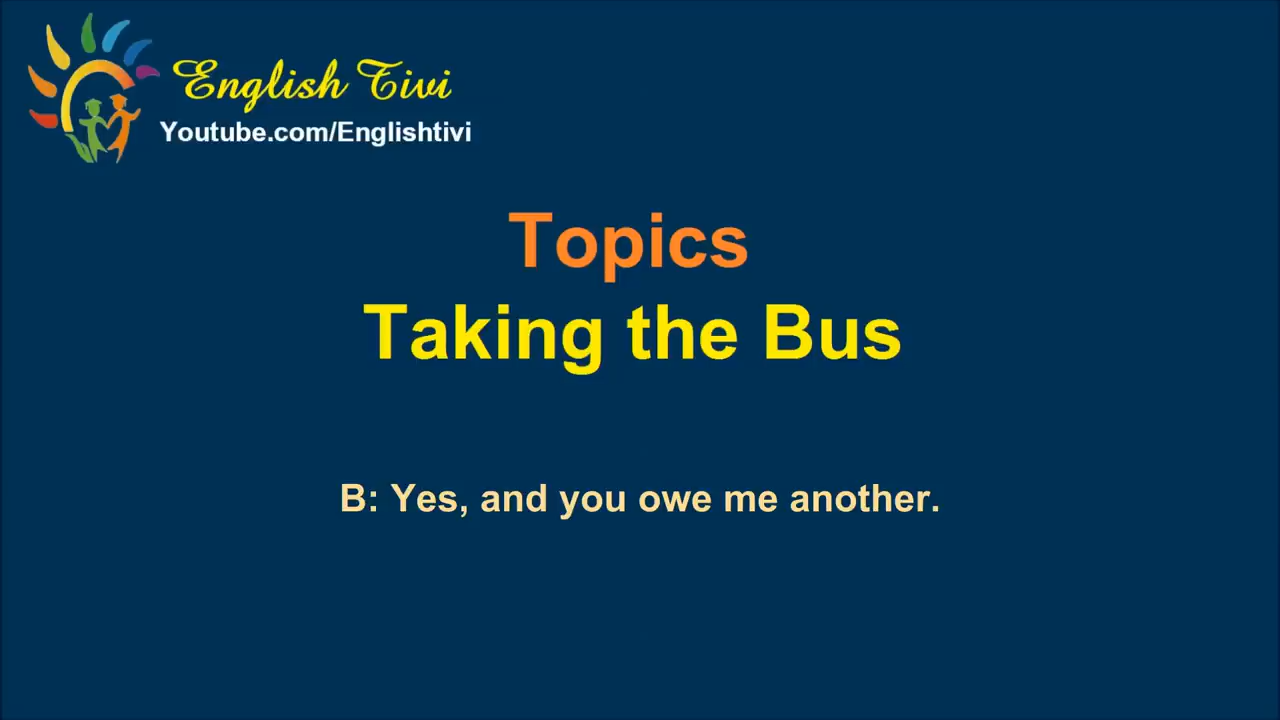 English Tivi
Youtube.com/Englishtivi
Topics
Taking the Bus
B: Yes, and you owe me another.